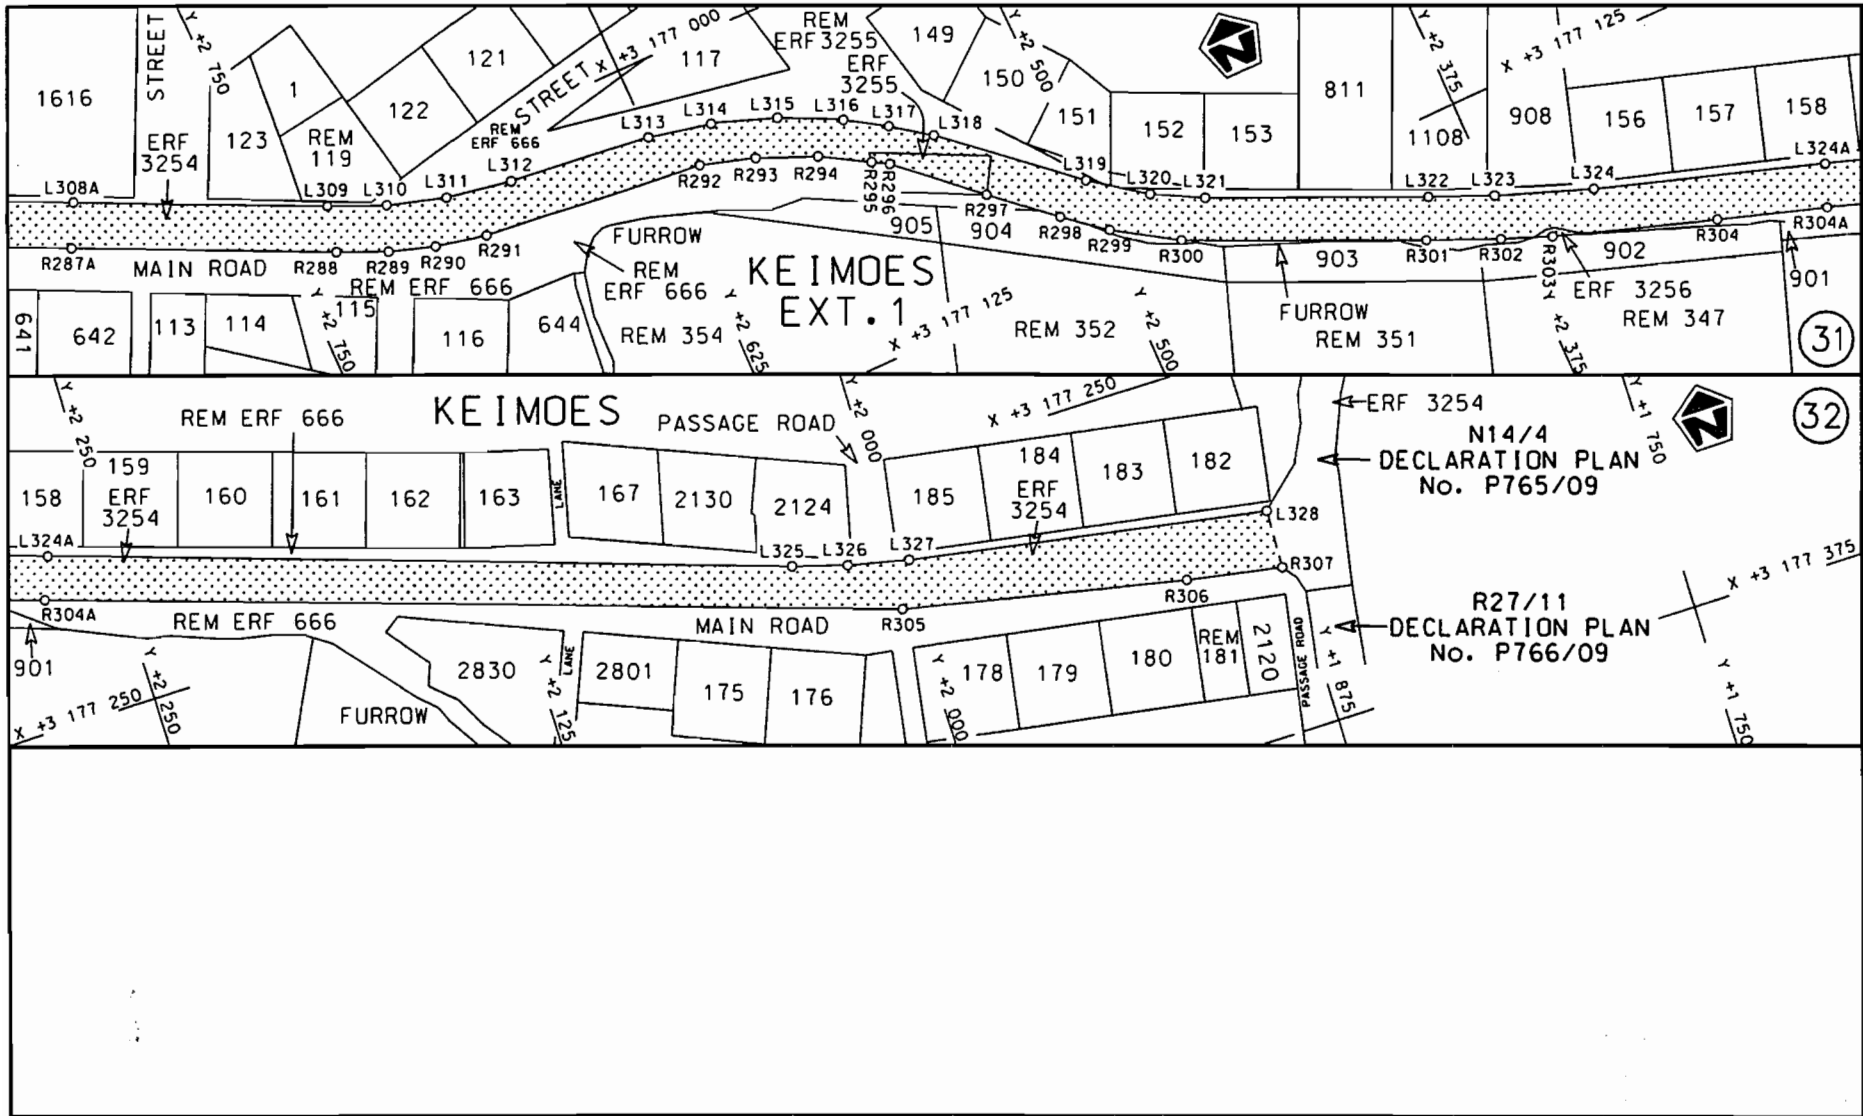 STREET
Y +2 750
X +3 177 000
REM
ERF 3255
149
Y +2 500
Y +2 375
X +3 177 125
121
117
ERF
3255
150
811
1616
1
122
STREET
151
152
153
1108
908
156
157
158
ERF
3254
123
REM
119
REM
ERF 666
L308A
L309
L310
L311
L312
L313
L314
L315
L316
L317
L318
L319
L320
L321
L322
L323
L324
L324A
R287A
R288
R289
R290
R291
R292
R293
R294
R295
R296
R297
R298
R299
R300
R301
R302
R303
R304
R304A
MAIN ROAD
REM ERF 666
FURROW
REM
ERF 666
905
904
903
902
901
KEIMOES
EXT.1
FURROW
ERF 3256
641
642
113
114
115
116
644
REM 354
REM 352
REM 351
REM 347
Y +2 750
Y +2 625
X +3 177 125
Y +2 500
Y +2 375
31
Y +2 250
REM ERF 666
KEIMOES
PASSAGE ROAD
Y +2 000
X +3 177 250
ERF 3254
N14/4
DECLARATION PLAN
No. P765/09
Y +1 750
32
158
159
ERF
3254
160
161
162
163
LANE
167
2130
2124
185
184
ERF
3254
183
182
L324A
L325
L326
L327
L328
R304A
R305
R306
R307
REM ERF 666
MAIN ROAD
R27/11
DECLARATION PLAN
No. P766/09
X +3 177 375
901
X +3 177 250
Y +2 250
FURROW
2830
Y +2 125
LANE
2801
175
176
Y +2 000
178
179
180
REM
181
2120
PASSAGE ROAD
Y +1 875
Y +1 750